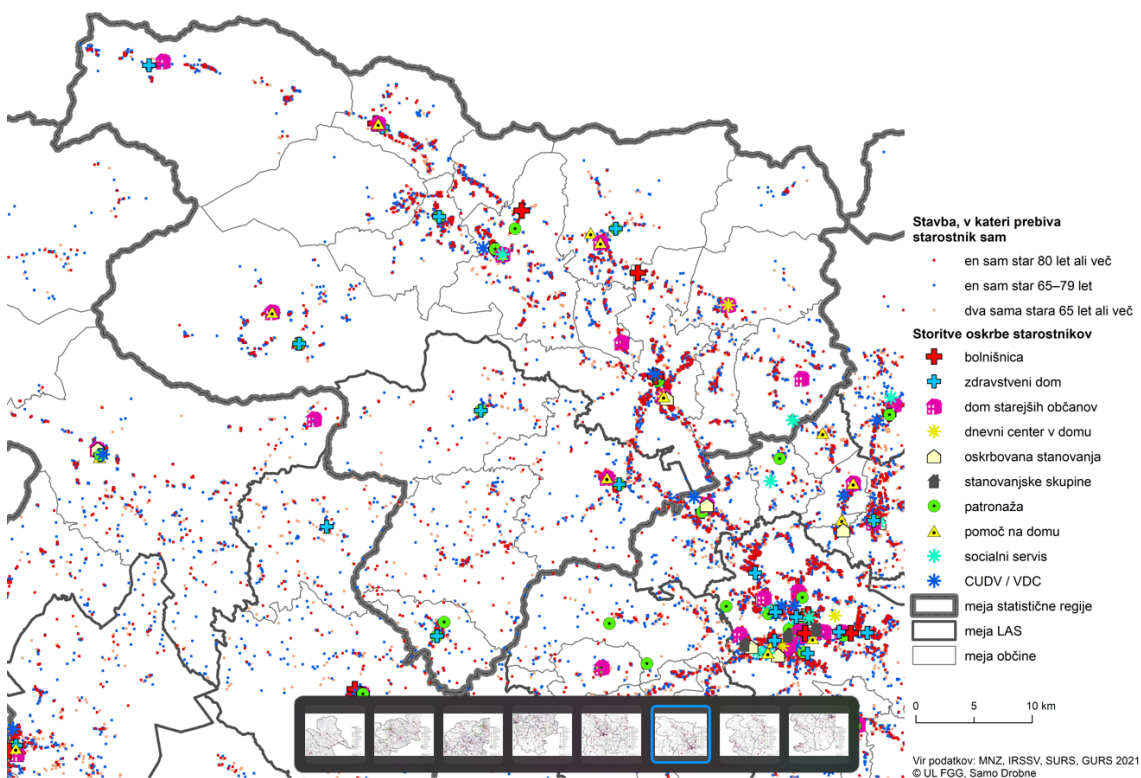 Stavba, v kateri prebiva
starostnik sam
en sam star 80 let ali več
en sam star 65–79 let
dva sama stara 65 let ali več
Storitve oskrbe starostnikov
bolnišnica
zdravstveni dom
dom starejših občanov
dnevni center v domu
oskrbovana stanovanja
stanovanjske skupine
patronaža
pomoč na domu
socialni servis
CUDV / VDC
meja statistične regije
meja LAS
meja občine
0 5 10 km
Vir podatkov: MNZ, IRSSV, SURS, GURS 2021
© UL FGG, Samo Drobne